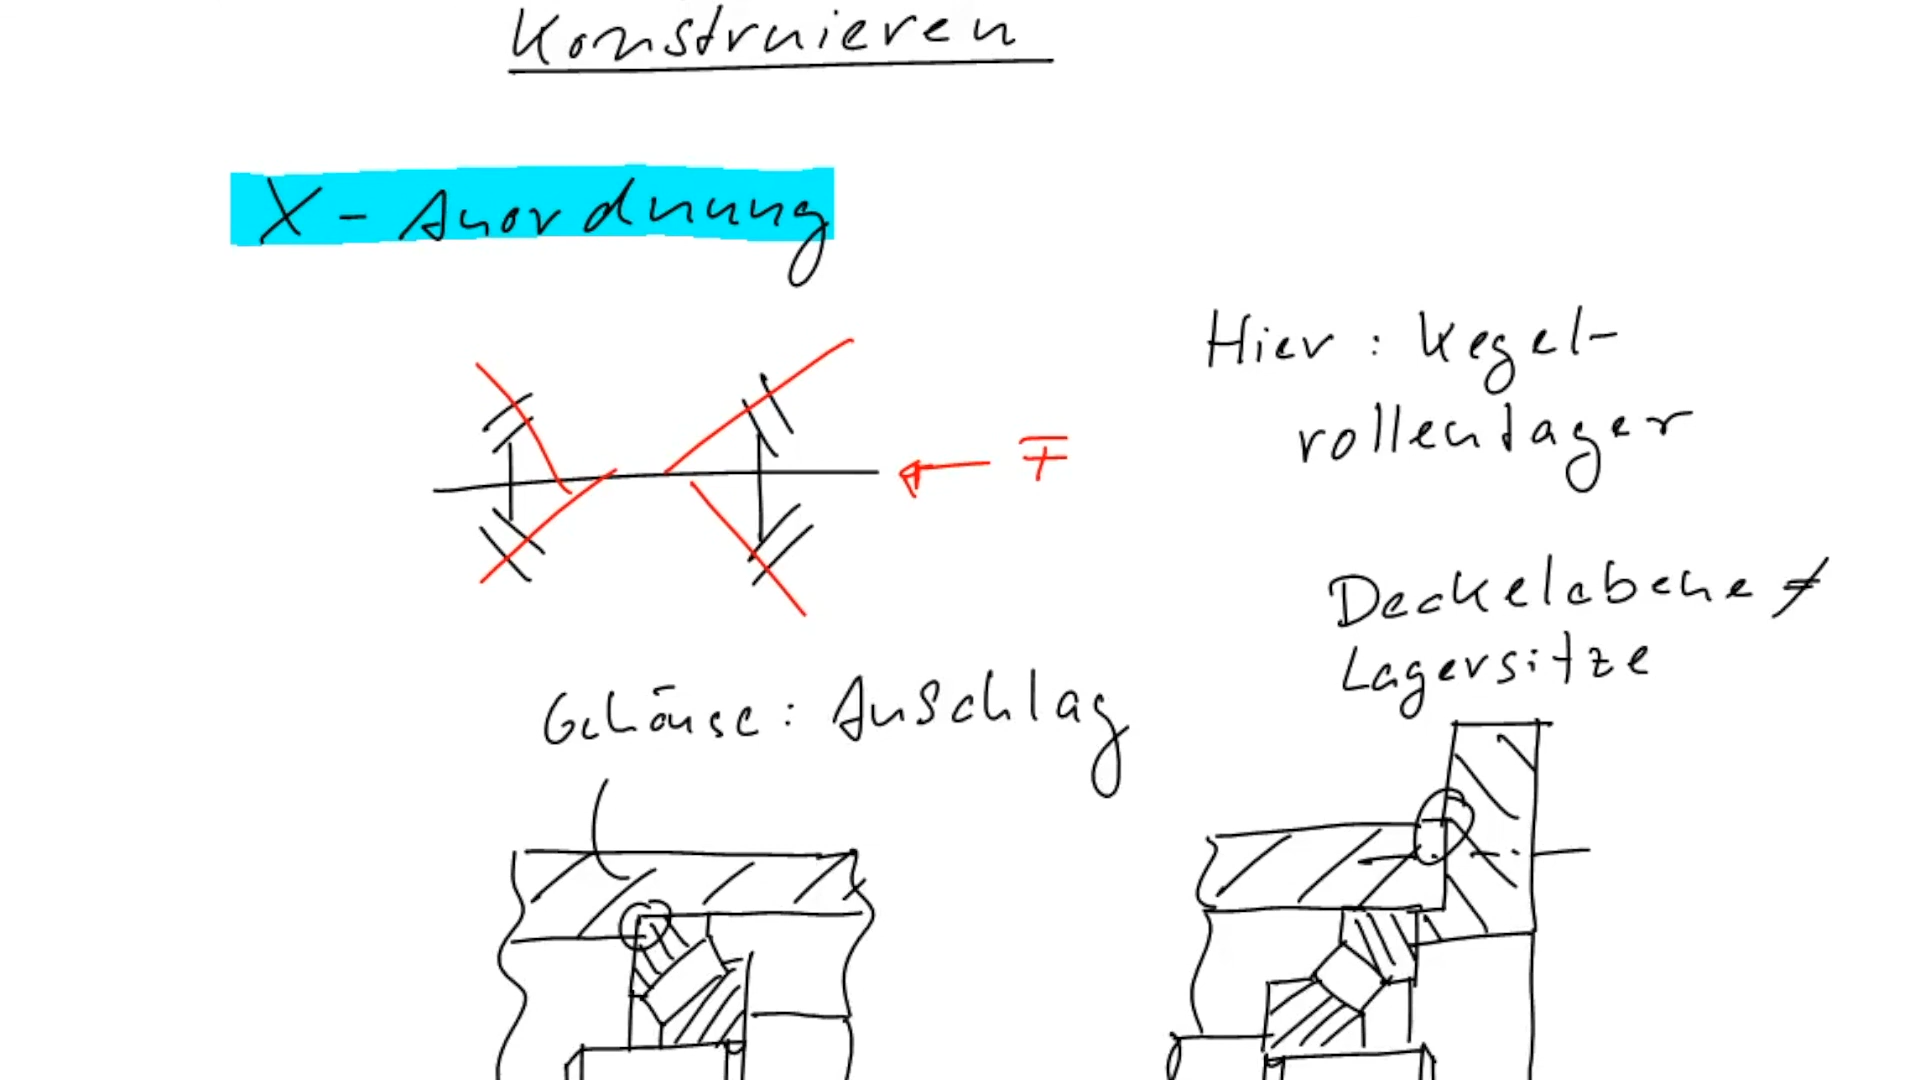 Konstruieren
X - Anordnung
Hier : Kegel-
rollenlager
F
Deckelebene ≠
Lagersitze
Gehäuse : Anschlag